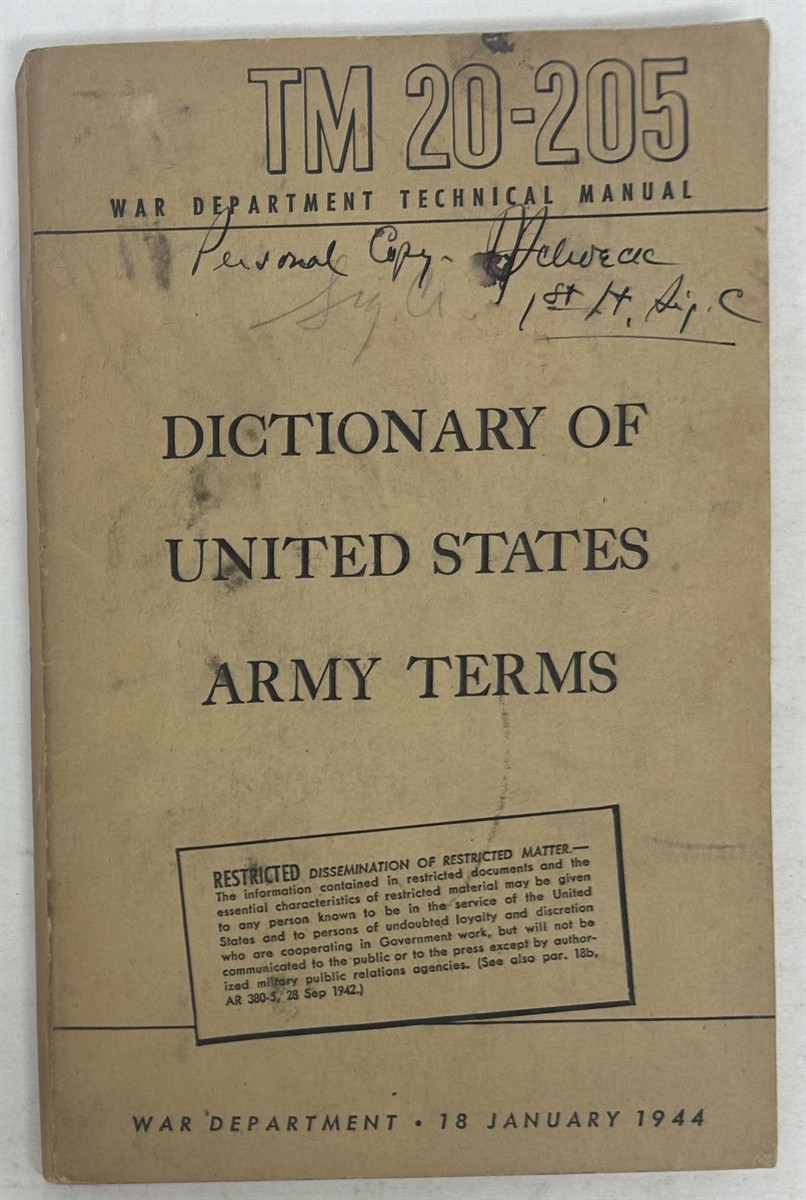 TM 20-205
WAR DEPARTMENT TECHNICAL MANUAL
Personal Copy-
1st Lt, Sig. C
Sig. C
DICTIONARY OF
UNITED STATES
ARMY TERMS
RESTRICTED DISSEMINATION OF RESTRICTED MATTER.—
The information contained in restricted documents and the
essential characteristics of restricted material may be given
to any person known to be in the service of the United
States and to persons of undoubted loyalty and discretion
who are cooperating in Government work, but will not be
communicated to the public or to the press except by author-
ized military pulblic relations agencies. (See also par. 18b,
AR 380-5, 28 Sep 1942.)
WAR DEPARTMENT • 18 JANUARY 1944